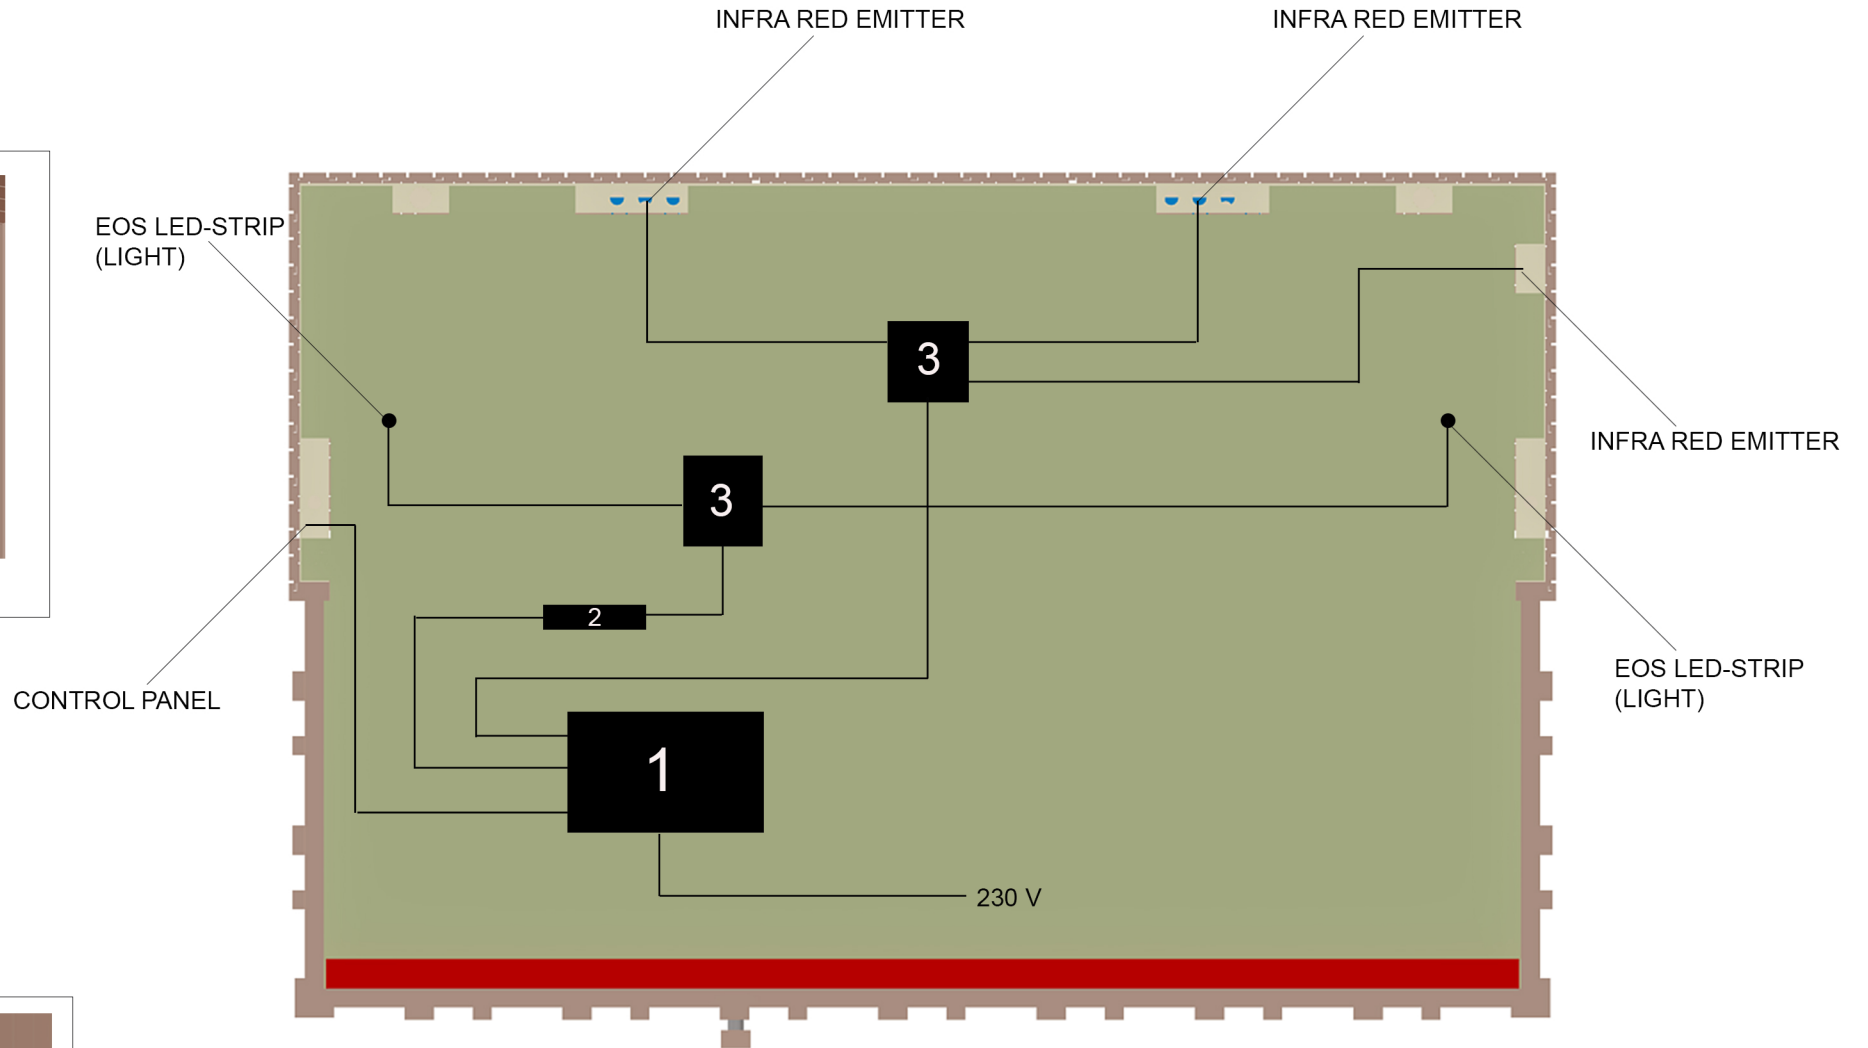 INFRA RED EMITTER
INFRA RED EMITTER
EOS LED-STRIP
(LIGHT)
3
INFRA RED EMITTER
3
2
EOS LED-STRIP
(LIGHT)
CONTROL PANEL
1
230 V